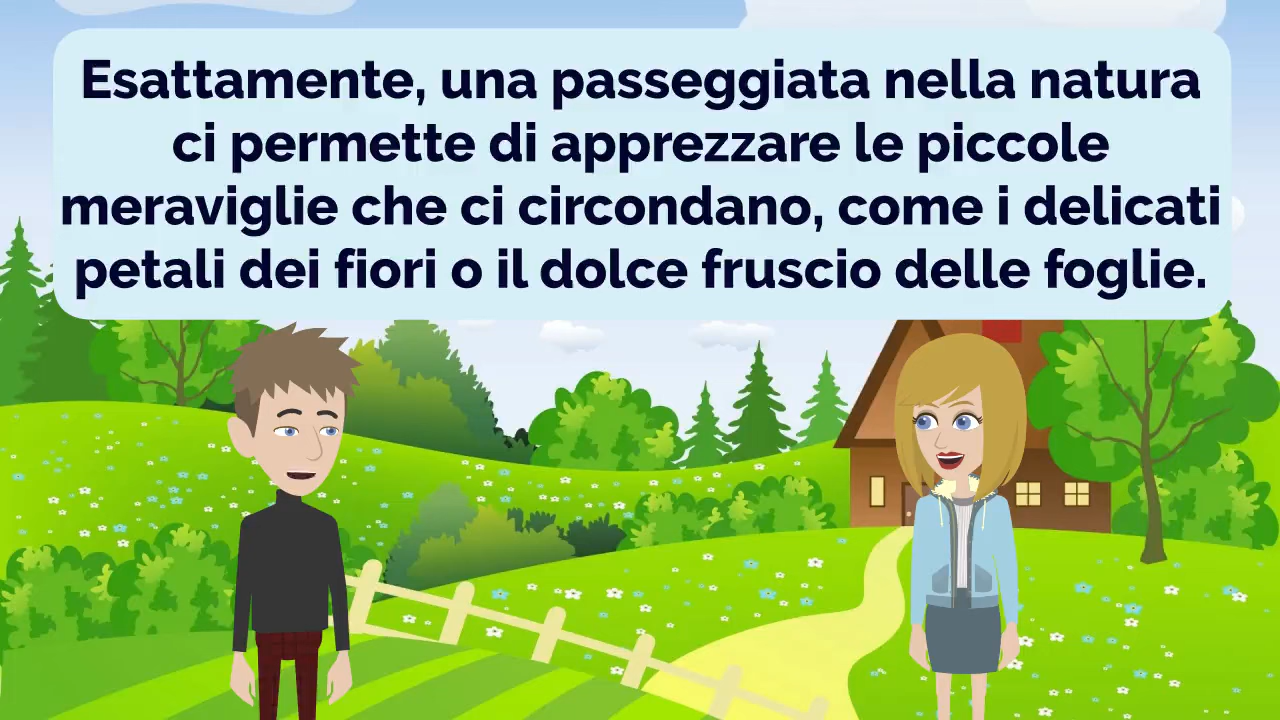 Esattamente, una passeggiata nella natura
ci permette di apprezzare le piccole
meraviglie che ci circondano, come i delicati
petali dei fiori o il dolce fruscio delle foglie.